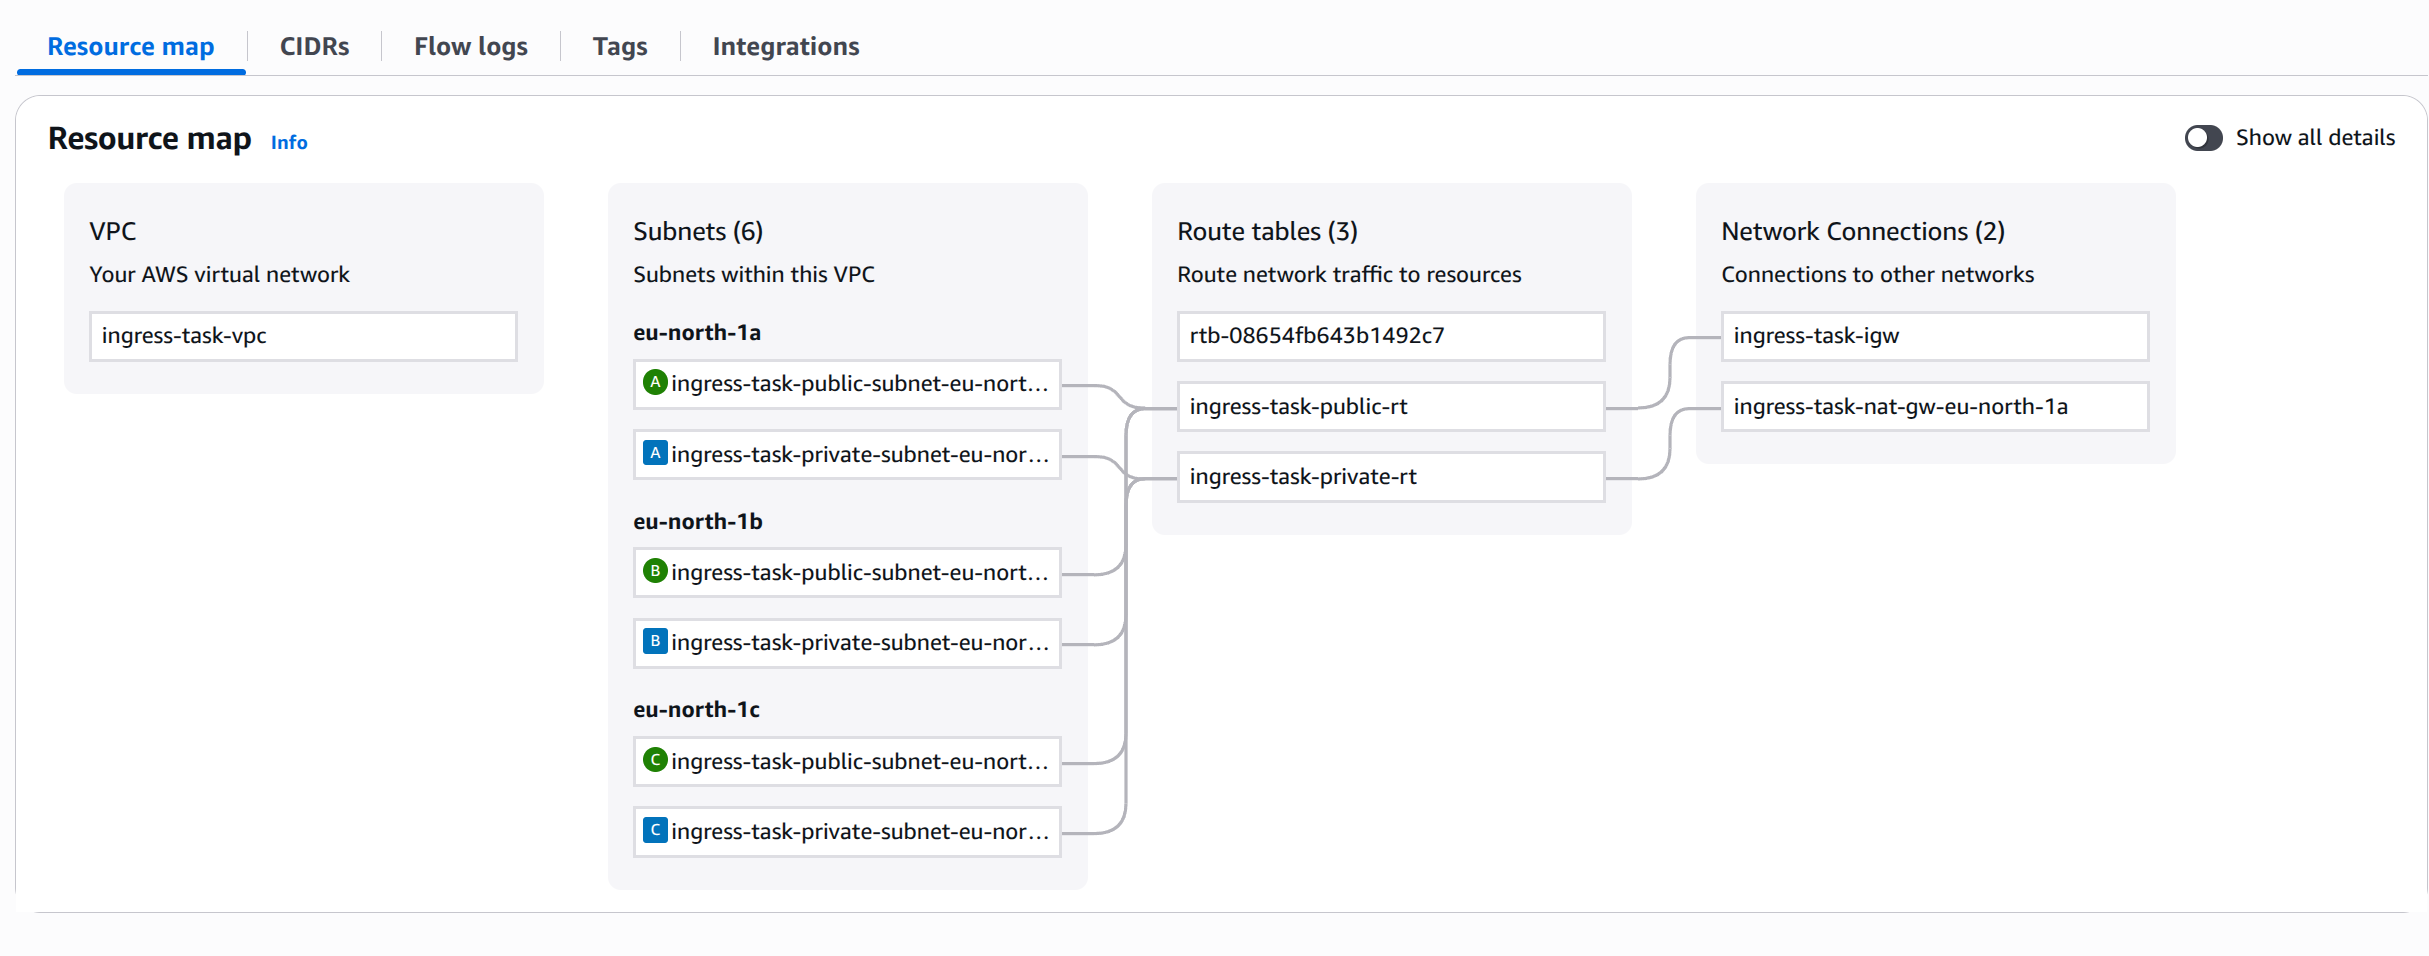 Resource map
CIDRs
Flow logs
Tags
Integrations
Resource map Info
Show all details
VPC
Your AWS virtual network
ingress-task-vpc
Subnets (6)
Subnets within this VPC
eu-north-1a
A ingress-task-public-subnet-eu-nort...
A ingress-task-private-subnet-eu-nor...
eu-north-1b
B ingress-task-public-subnet-eu-nort...
B ingress-task-private-subnet-eu-nor...
eu-north-1c
C ingress-task-public-subnet-eu-nort...
C ingress-task-private-subnet-eu-nor...
Route tables (3)
Route network traffic to resources
rtb-08654fb643b1492c7
ingress-task-public-rt
ingress-task-private-rt
Network Connections (2)
Connections to other networks
ingress-task-igw
ingress-task-nat-gw-eu-north-1a